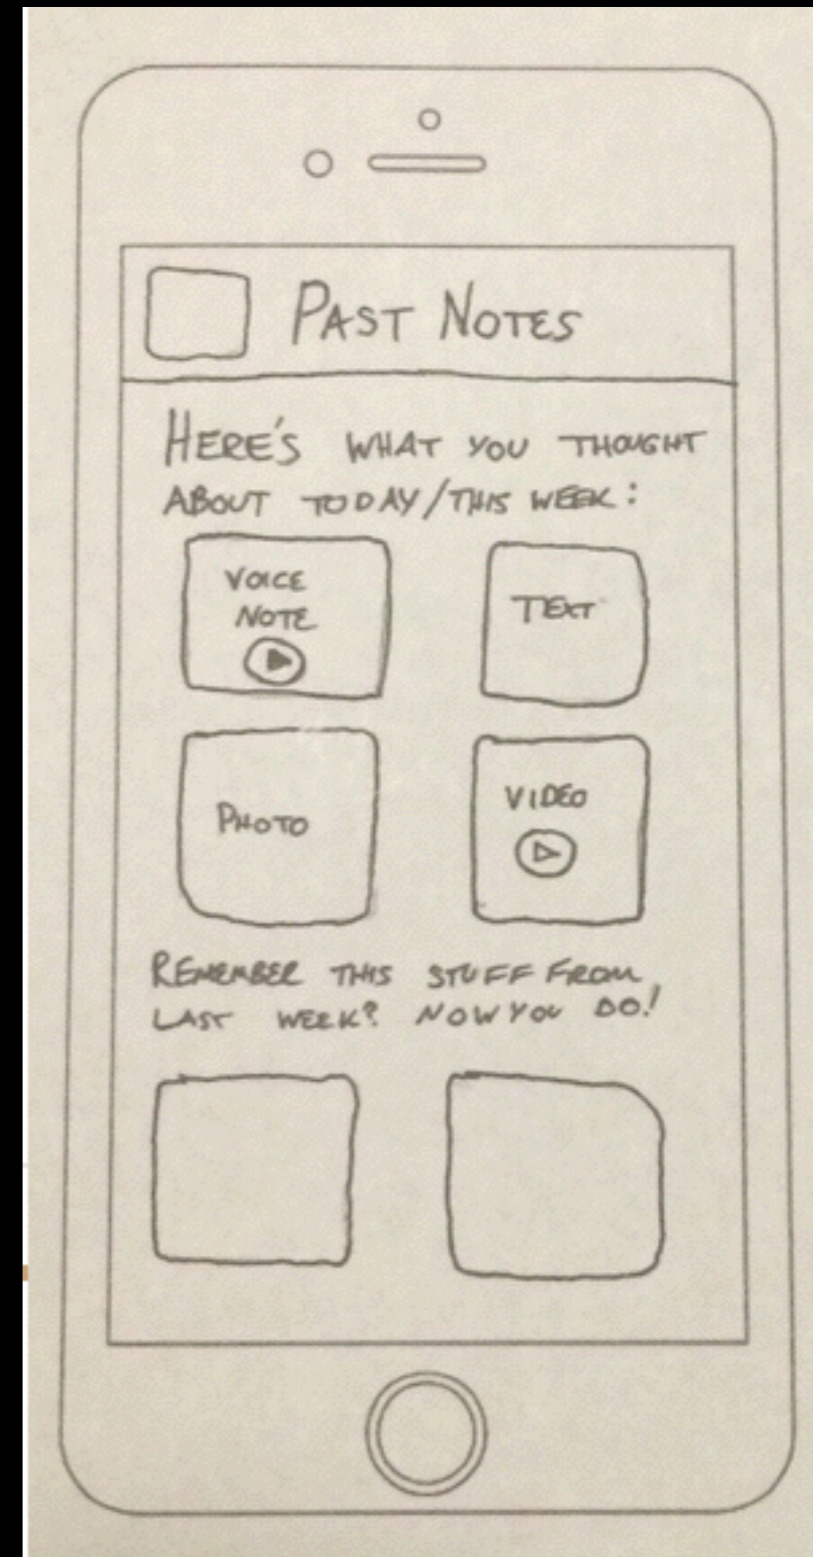 PAST NOTES
HERE'S WHAT YOU THOUGHT
ABOUT TODAY/THIS WEEK:
VOICE
NOTE
TEXT
PHOTO
VIDEO
REMEMBER THIS STUFF FROM
LAST WEEK? NOW YOU DO!